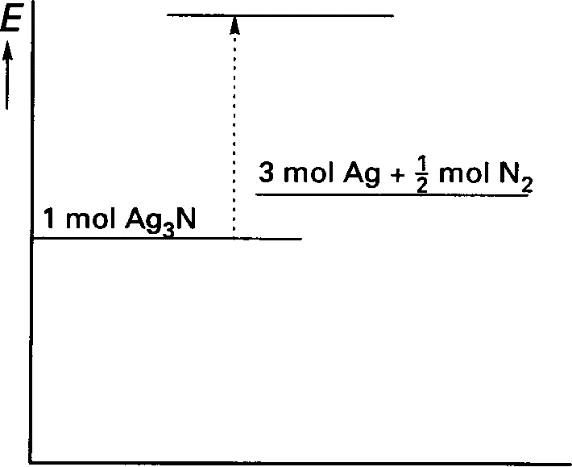 E
3 mol Ag + ½ mol N₂
1 mol Ag₃N